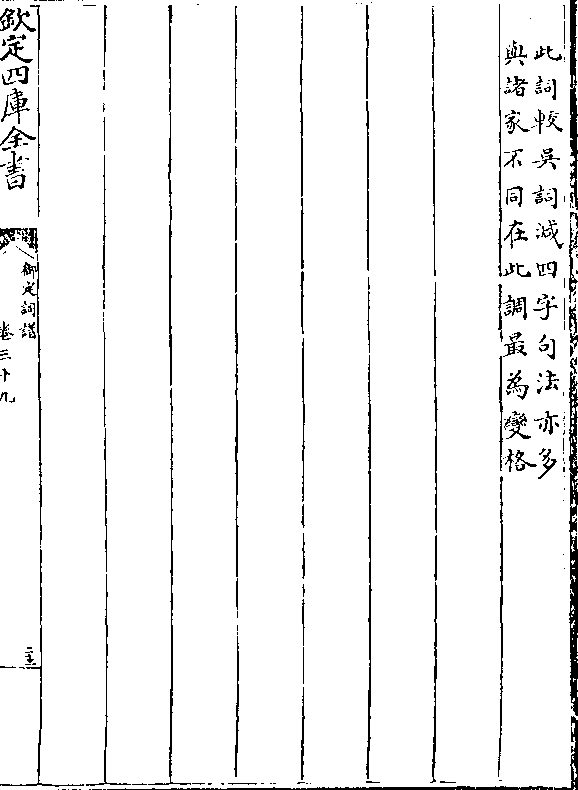 此詞較吳詞減四字句法亦多
與諸家不同在此調最為變格
欽定四庫全書
御定詞譜
卷三十九